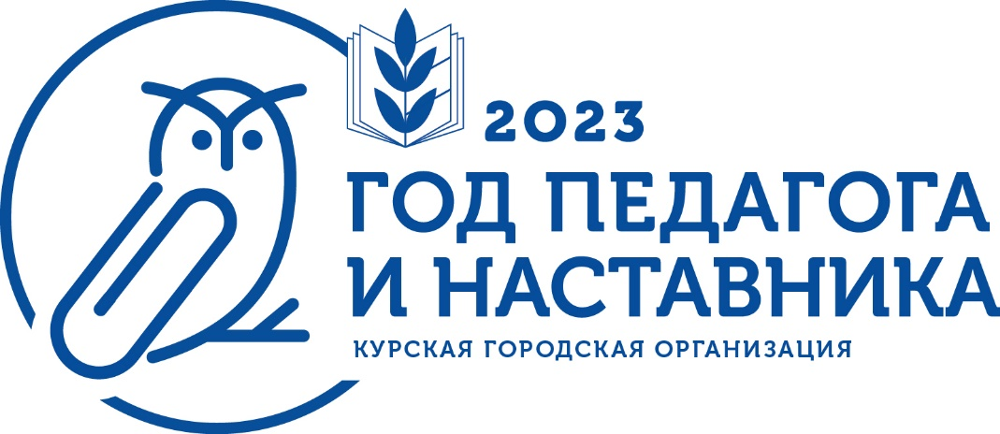 2023
ГОД ПЕДАГОГА
И НАСТАВНИКА
КУРСКАЯ ГОРОДСКАЯ ОРГАНИЗАЦИЯ